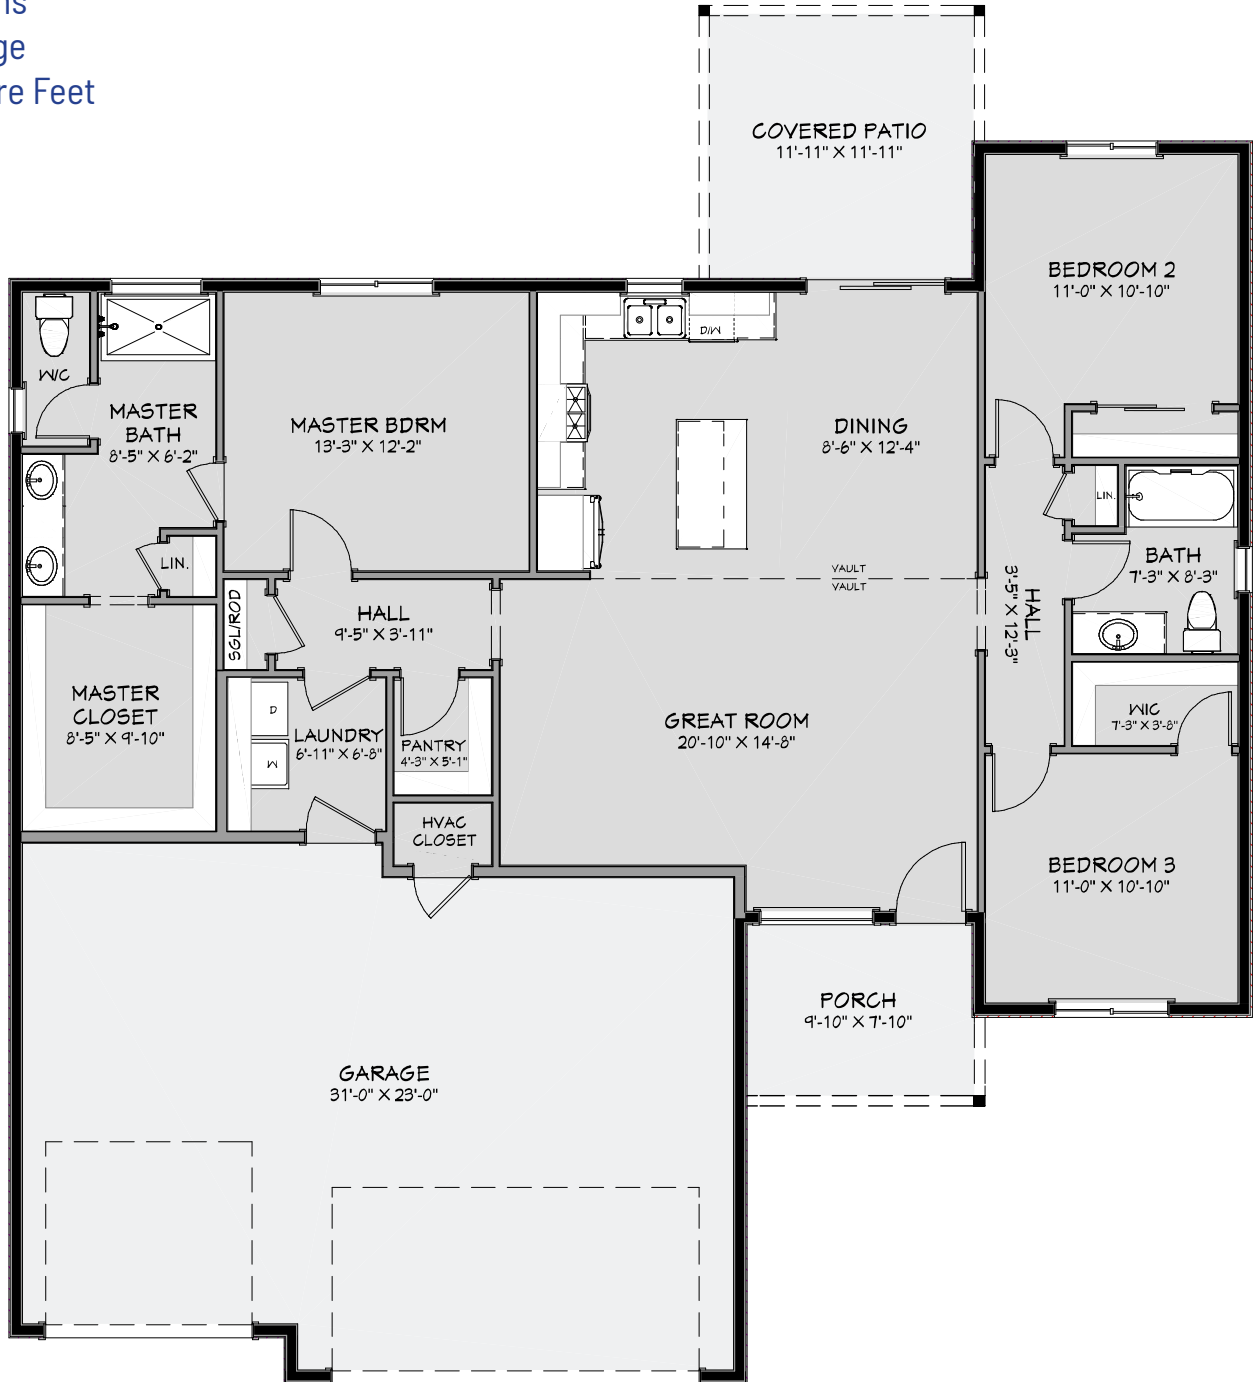 ge
re Feet
COVERED PATIO
11'-11" X 11'-11"
BEDROOM 2
11'-0" X 10'-10"
W/C
MASTER
BATH
8'-5" X 6'-2"
MASTER BDRM
13'-3" X 12'-2"
D/W
DINING
8'-6" X 12'-4"
LIN.
LIN.
BATH
7'-3" X 8'-3"
VAULT
VAULT
SGL/ROD
HALL
9'-5" X 3'-11"
HALL
3'-5" X 12'-3"
MASTER
CLOSET
8'-5" X 9'-10"
D
LAUNDRY
6'-11" X 6'-8"
W
PANTRY
4'-3" X 5'-1"
GREAT ROOM
20'-10" X 14'-8"
WIC
7'-3" X 3'-8"
HVAC
CLOSET
BEDROOM 3
11'-0" X 10'-10"
PORCH
9'-10" X 7'-10"
GARAGE
31'-0" X 23'-0"